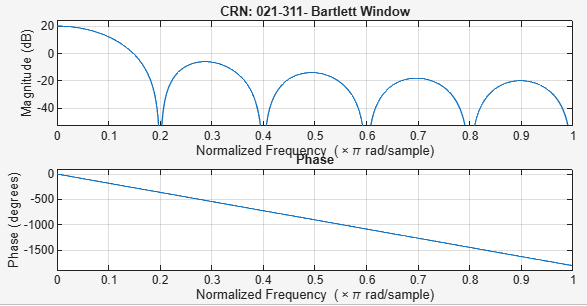 CRN: 021-311- Bartlett Window
Magnitude (dB)
20
0
-20
-40
0 0.1 0.2 0.3 0.4 0.5 0.6 0.7 0.8 0.9 1
Normalized Frequency (× π rad/sample)
Phase
Phase (degrees)
0
-500
-1000
-1500
0 0.1 0.2 0.3 0.4 0.5 0.6 0.7 0.8 0.9 1
Normalized Frequency (× π rad/sample)